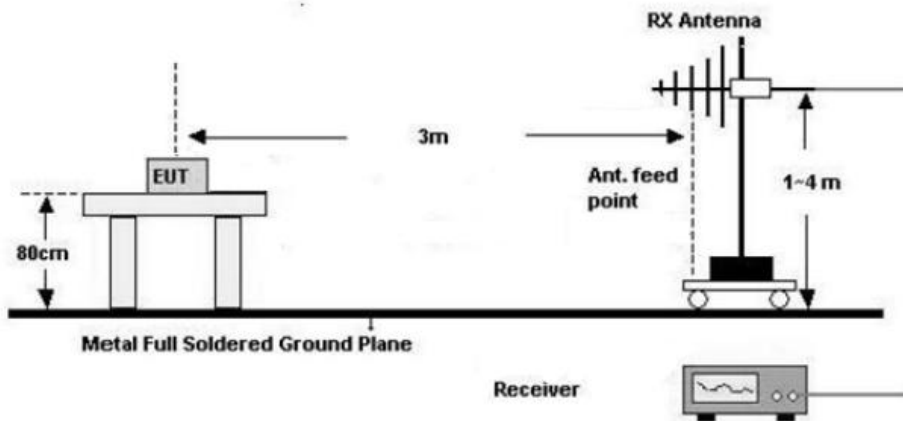 RX Antenna
3m
EUT
Ant. feed
point
1~4 m
80cm
Metal Full Soldered Ground Plane
Receiver